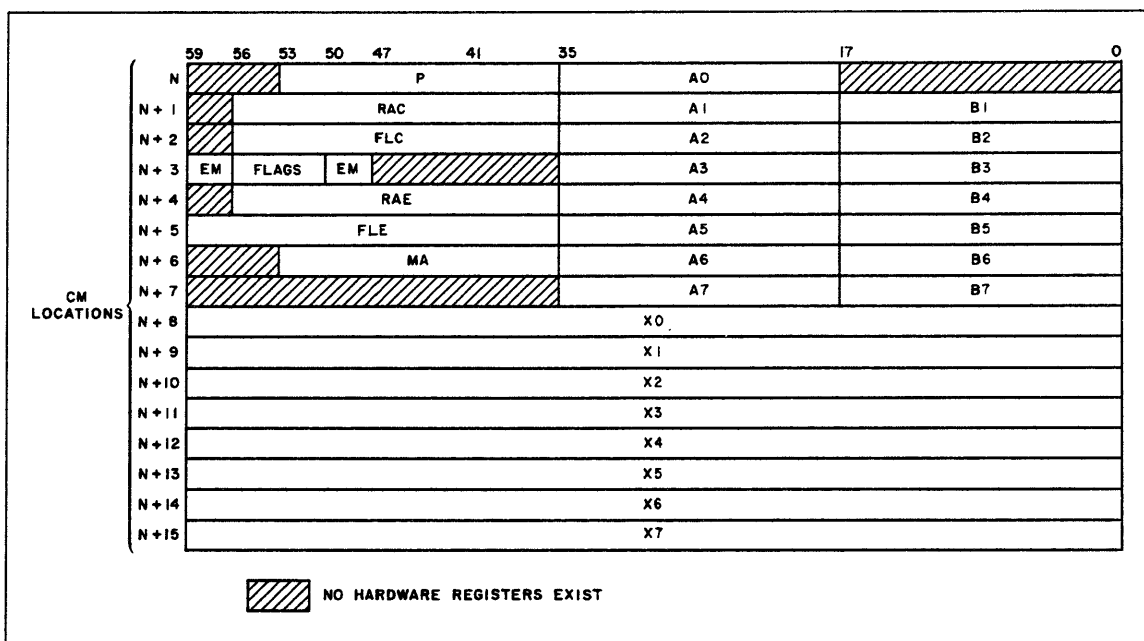 59 56 53 50 47 41 35 17 0
N P A0
N + 1 RAC A1 B1
N + 2 FLC A2 B2
N + 3 EM FLAGS EM A3 B3
N + 4 RAE A4 B4
N + 5 FLE A5 B5
N + 6 MA A6 B6
N + 7 A7 B7
CM
LOCATIONS
N + 8 X0
N + 9 X1
N + 10 X2
N + 11 X3
N + 12 X4
N + 13 X5
N + 14 X6
N + 15 X7
NO HARDWARE REGISTERS EXIST